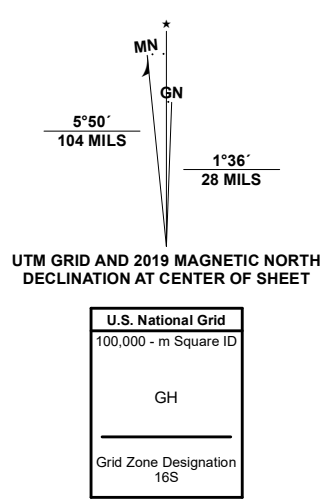 MN
GN
5°50´
104 MILS
1°36´
28 MILS
UTM GRID AND 2019 MAGNETIC NORTH
DECLINATION AT CENTER OF SHEET
U.S. National Grid
100,000 - m Square ID
GH
Grid Zone Designation
16S